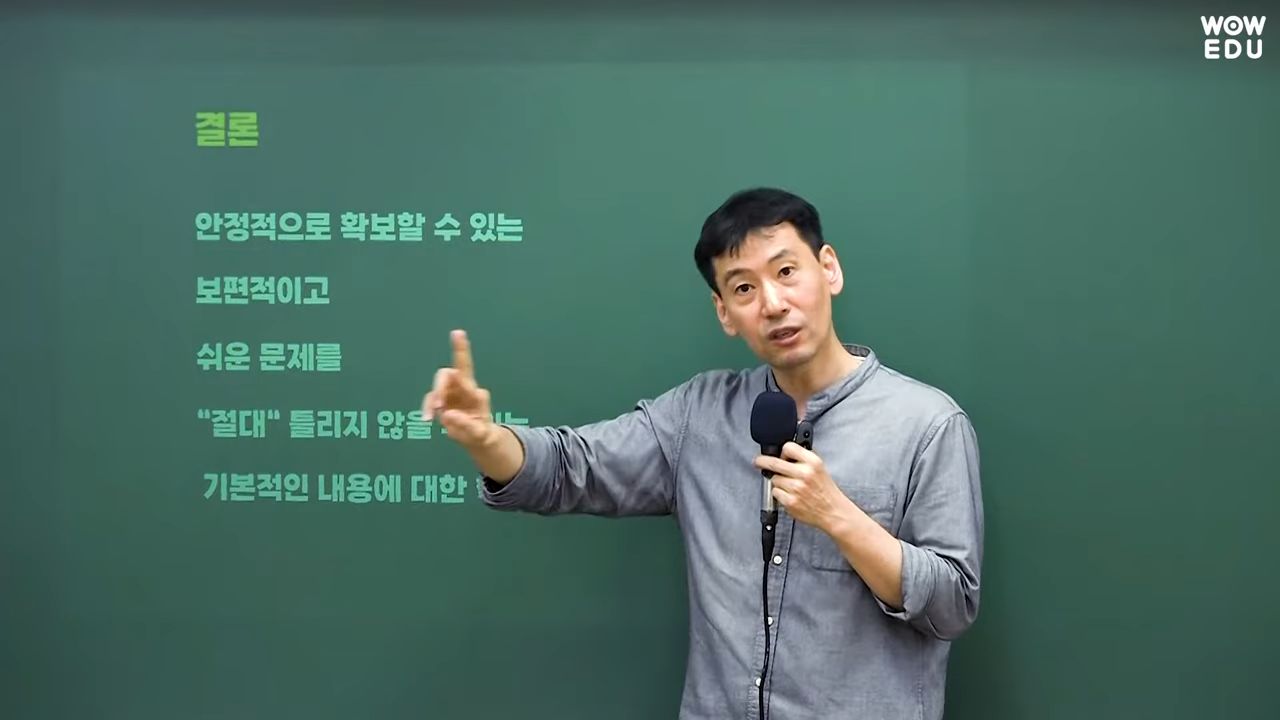 WOW
EDU
결론
안정적으로 확보할 수 있는
보편적이고
쉬운 문제를
“절대“ 틀리지 않을
기본적인 내용에 대한